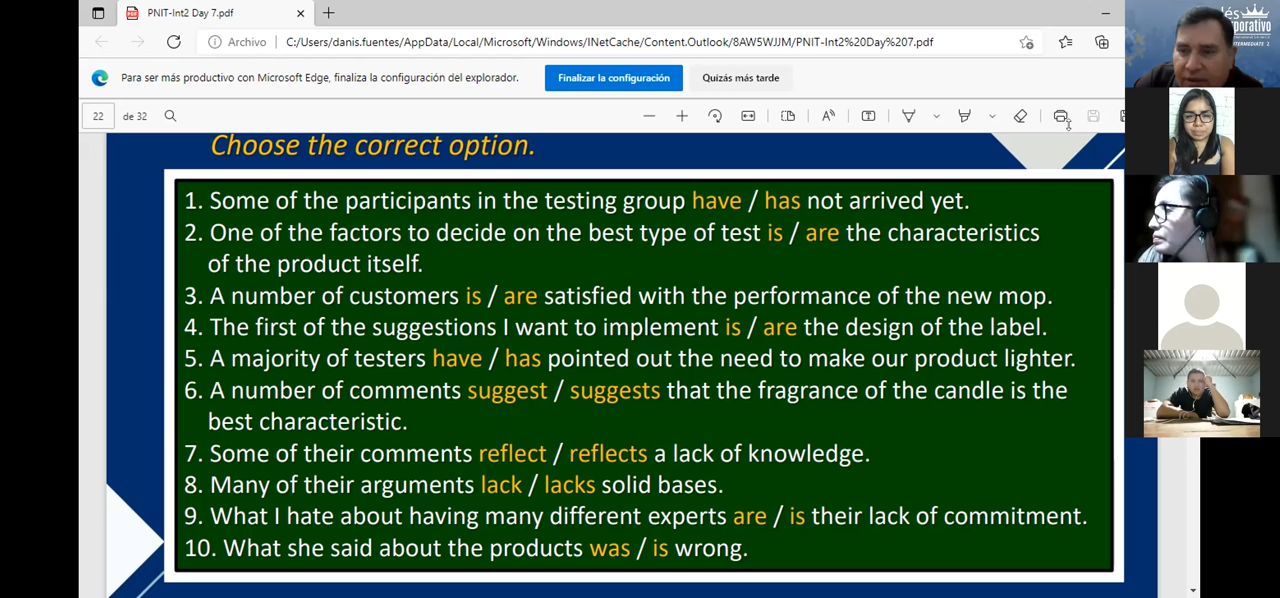 PNIT-Int2 Day 7.pdf
Archivo
C:/Users/danis.fuentes/AppData/Local/Microsoft/Windows/INetCache/Content.Outlook/8AW5WJJM/PNIT-Int2%20Day%207.pdf
Para ser más productivo con Microsoft Edge, finaliza la configuración del explorador.
Finalizar la configuración
Quizás más tarde
22 de 32
Choose the correct option.
1. Some of the participants in the testing group have / has not arrived yet.
2. One of the factors to decide on the best type of test is / are the characteristics
of the product itself.
3. A number of customers is / are satisfied with the performance of the new mop.
4. The first of the suggestions I want to implement is / are the design of the label.
5. A majority of testers have / has pointed out the need to make our product lighter.
6. A number of comments suggest / suggests that the fragrance of the candle is the
best characteristic.
7. Some of their comments reflect / reflects a lack of knowledge.
8. Many of their arguments lack / lacks solid bases.
9. What I hate about having many different experts are / is their lack of commitment.
10. What she said about the products was / is wrong.